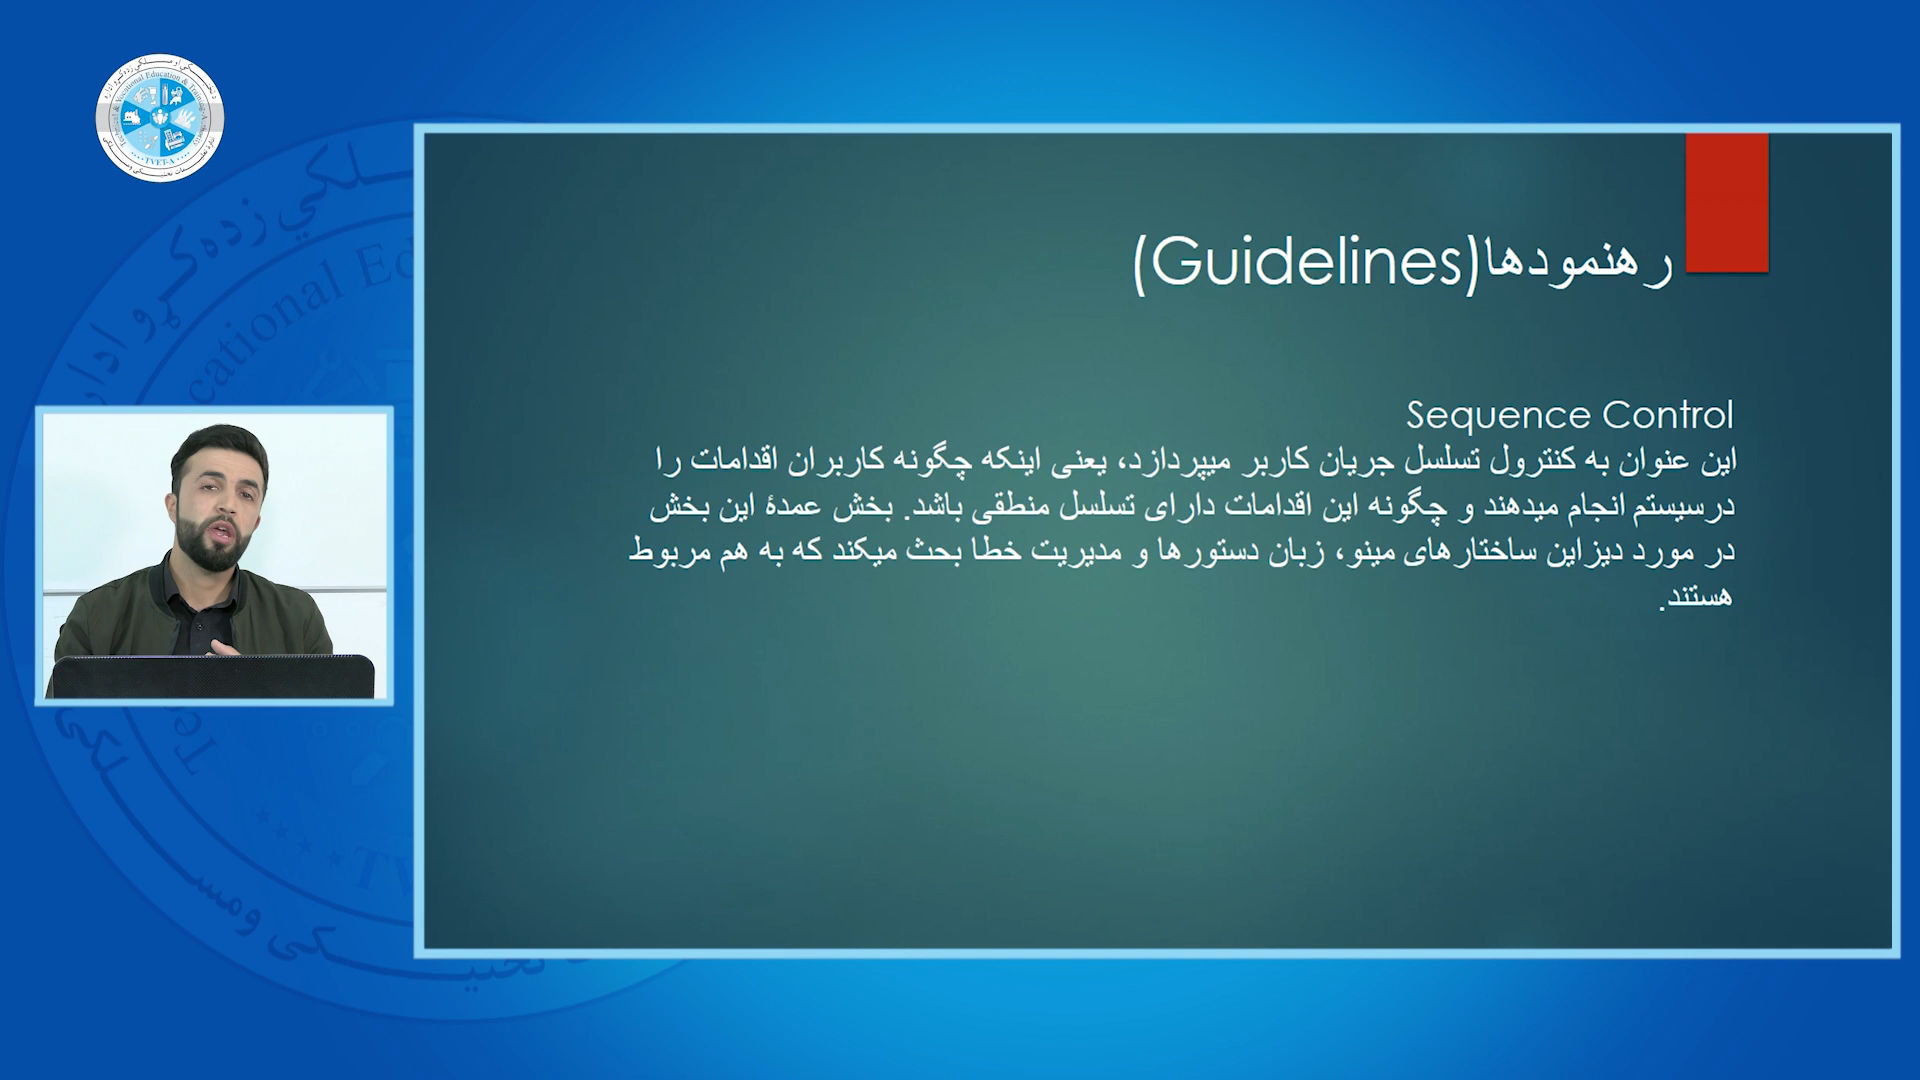 رهنمودها(Guidelines)
Sequence Control
این عنوان به کنترول تسلسل جریان کاربر میپردازد، یعنی اینکه چگونه کاربران اقدامات را
درسیستم انجام میدهند و چگونه این اقدامات دارای تسلسل منطقی باشد. بخش عمدۀ این بخش
در مورد دیزاین ساختارهای مینو، زبان دستورها و مدیریت خطا بحث میکند که به هم مربوط
هستند.
TVET-A